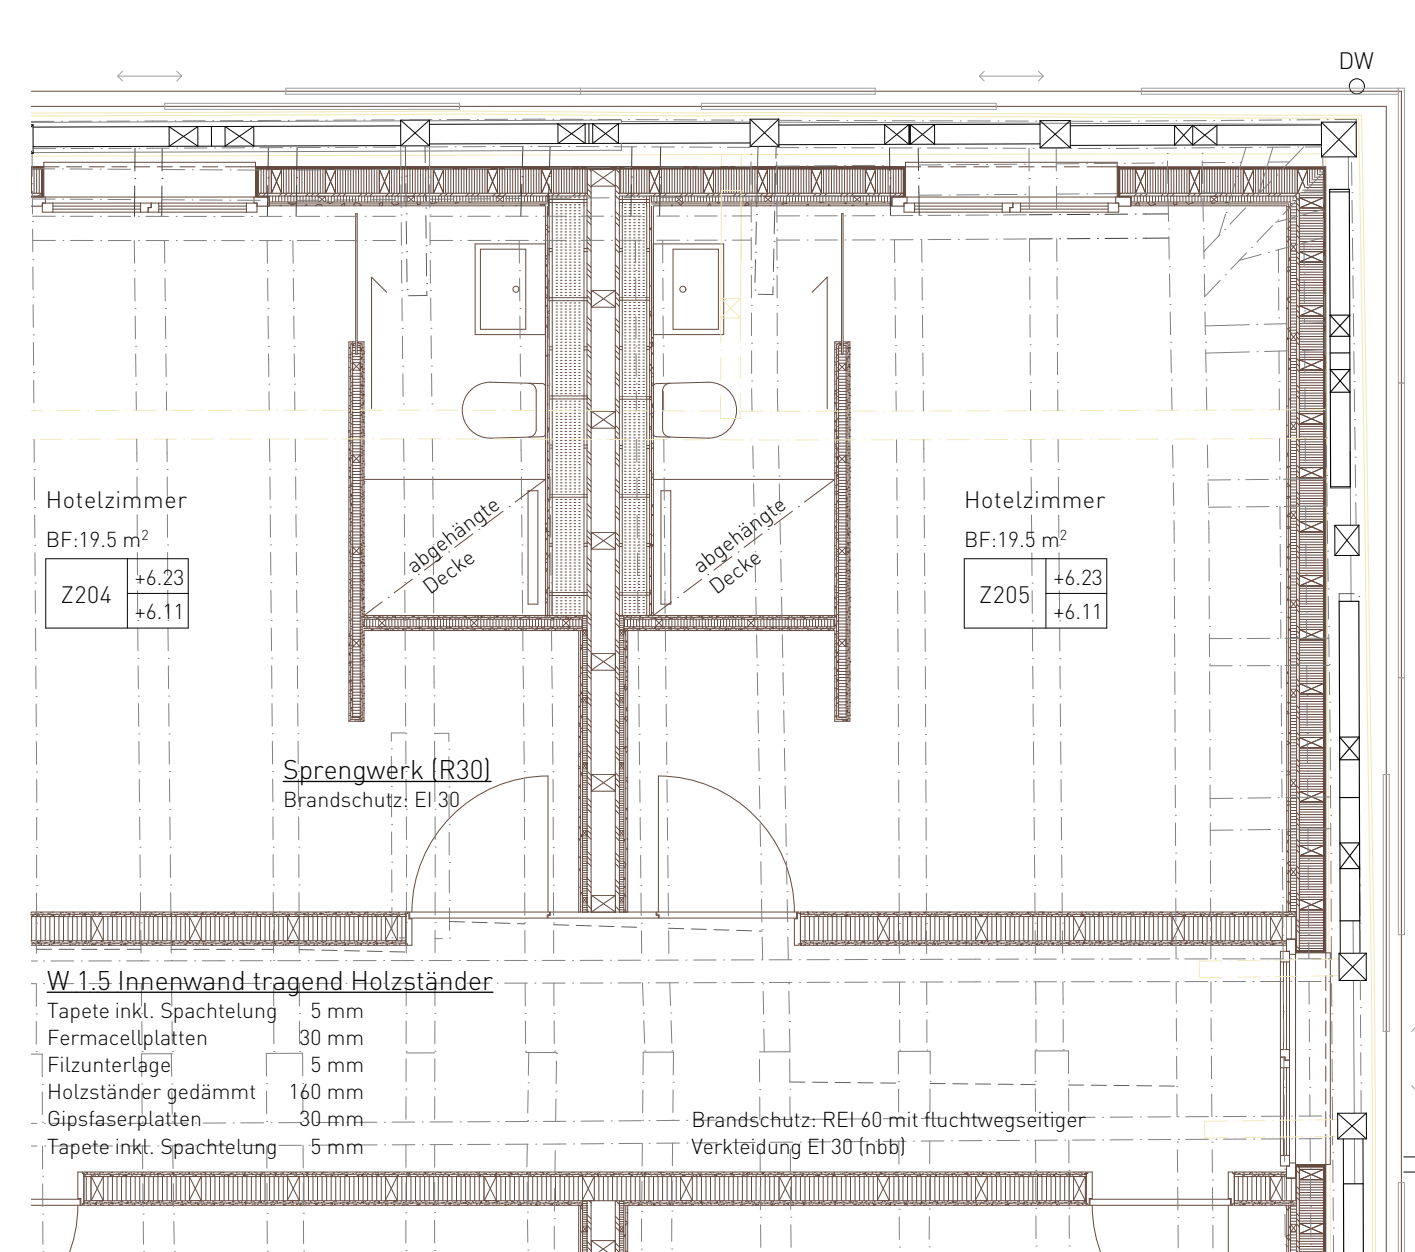 DW
Hotelzimmer
BF:19.5 m²
Z204
+6.23
+6.11
abgehängte
Decke
abgehängte
Decke
Hotelzimmer
BF:19.5 m²
Z205
+6.23
+6.11
Sprengwerk (R30)
Brandschutz: EI 30
W 1.5 Innenwand tragend Holzständer
Tapete inkl. Spachtelung 5 mm
Fermacellplatten 30 mm
Filzunterlage 5 mm
Holzständer gedämmt 160 mm
Gipsfaserplatten 30 mm
Tapete inkl. Spachtelung 5 mm
Brandschutz: REI 60 mit fluchtwegseitiger
Verkleidung EI 30 (nbb)